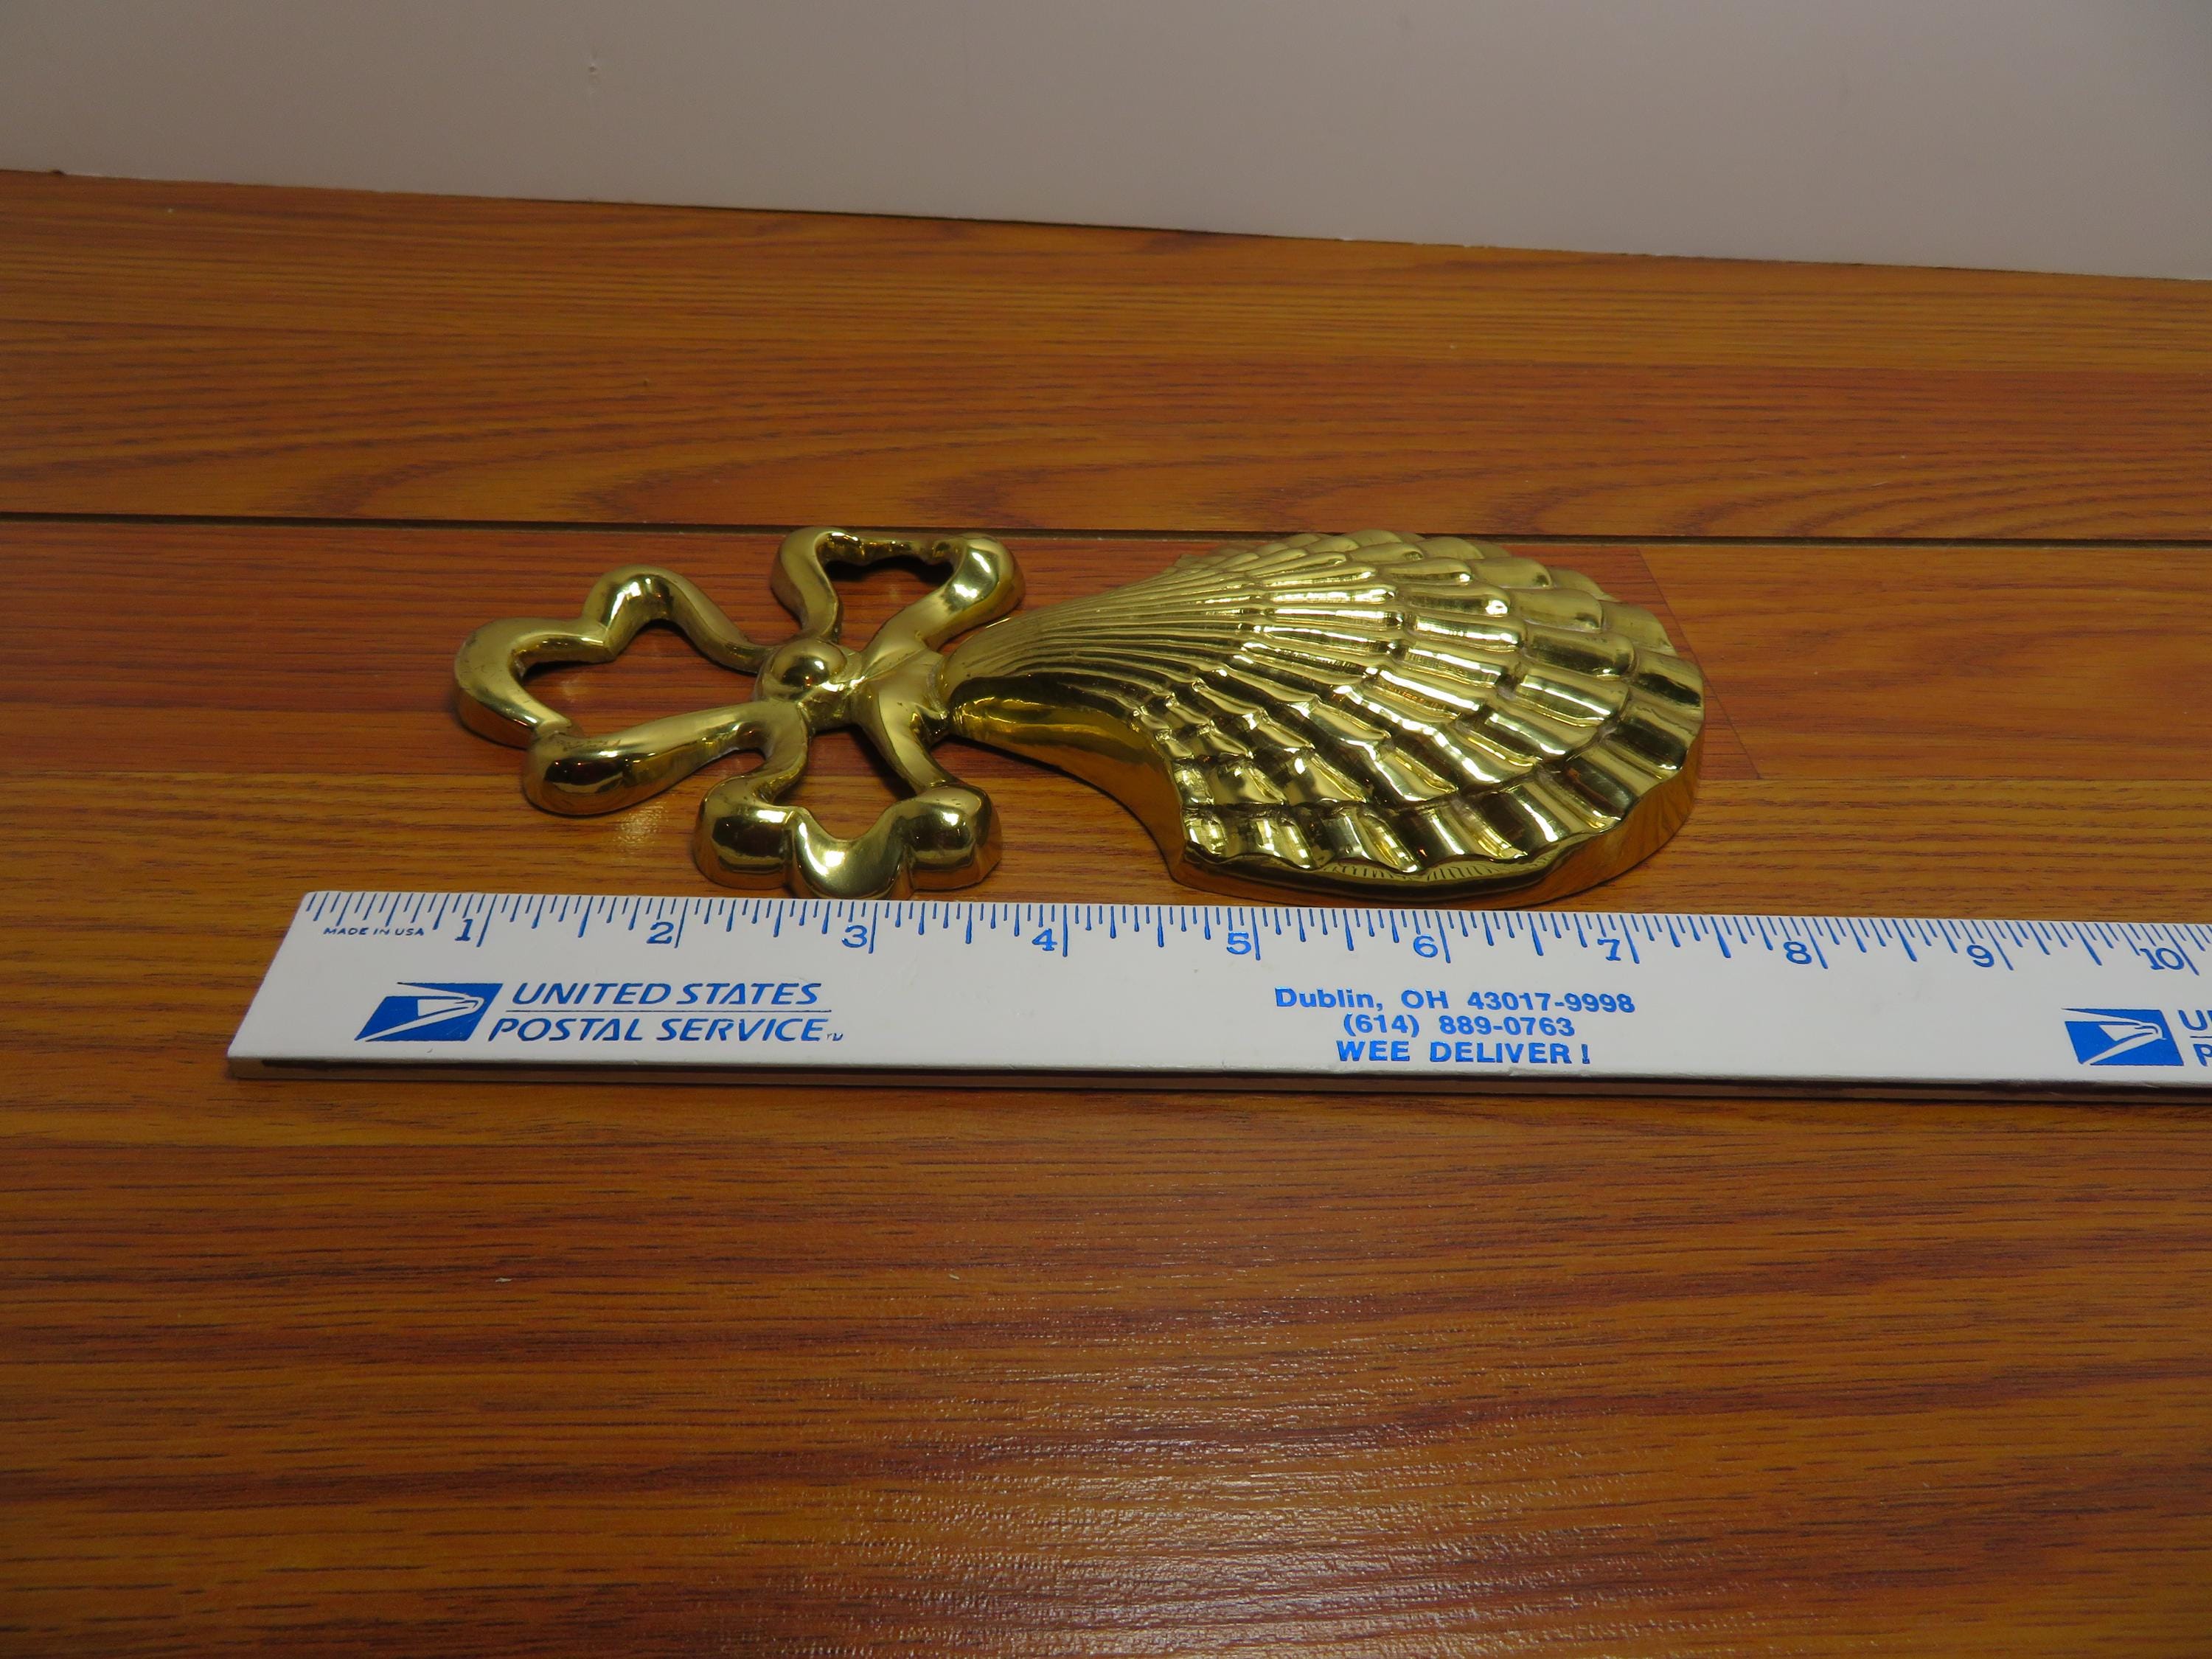 1 2 3 4 5 6 7 8 9 10
MADE IN USA
UNITED STATES
POSTAL SERVICE™
Dublin, OH 43017-9998
(614) 889-0763
WEE DELIVER!
U
P